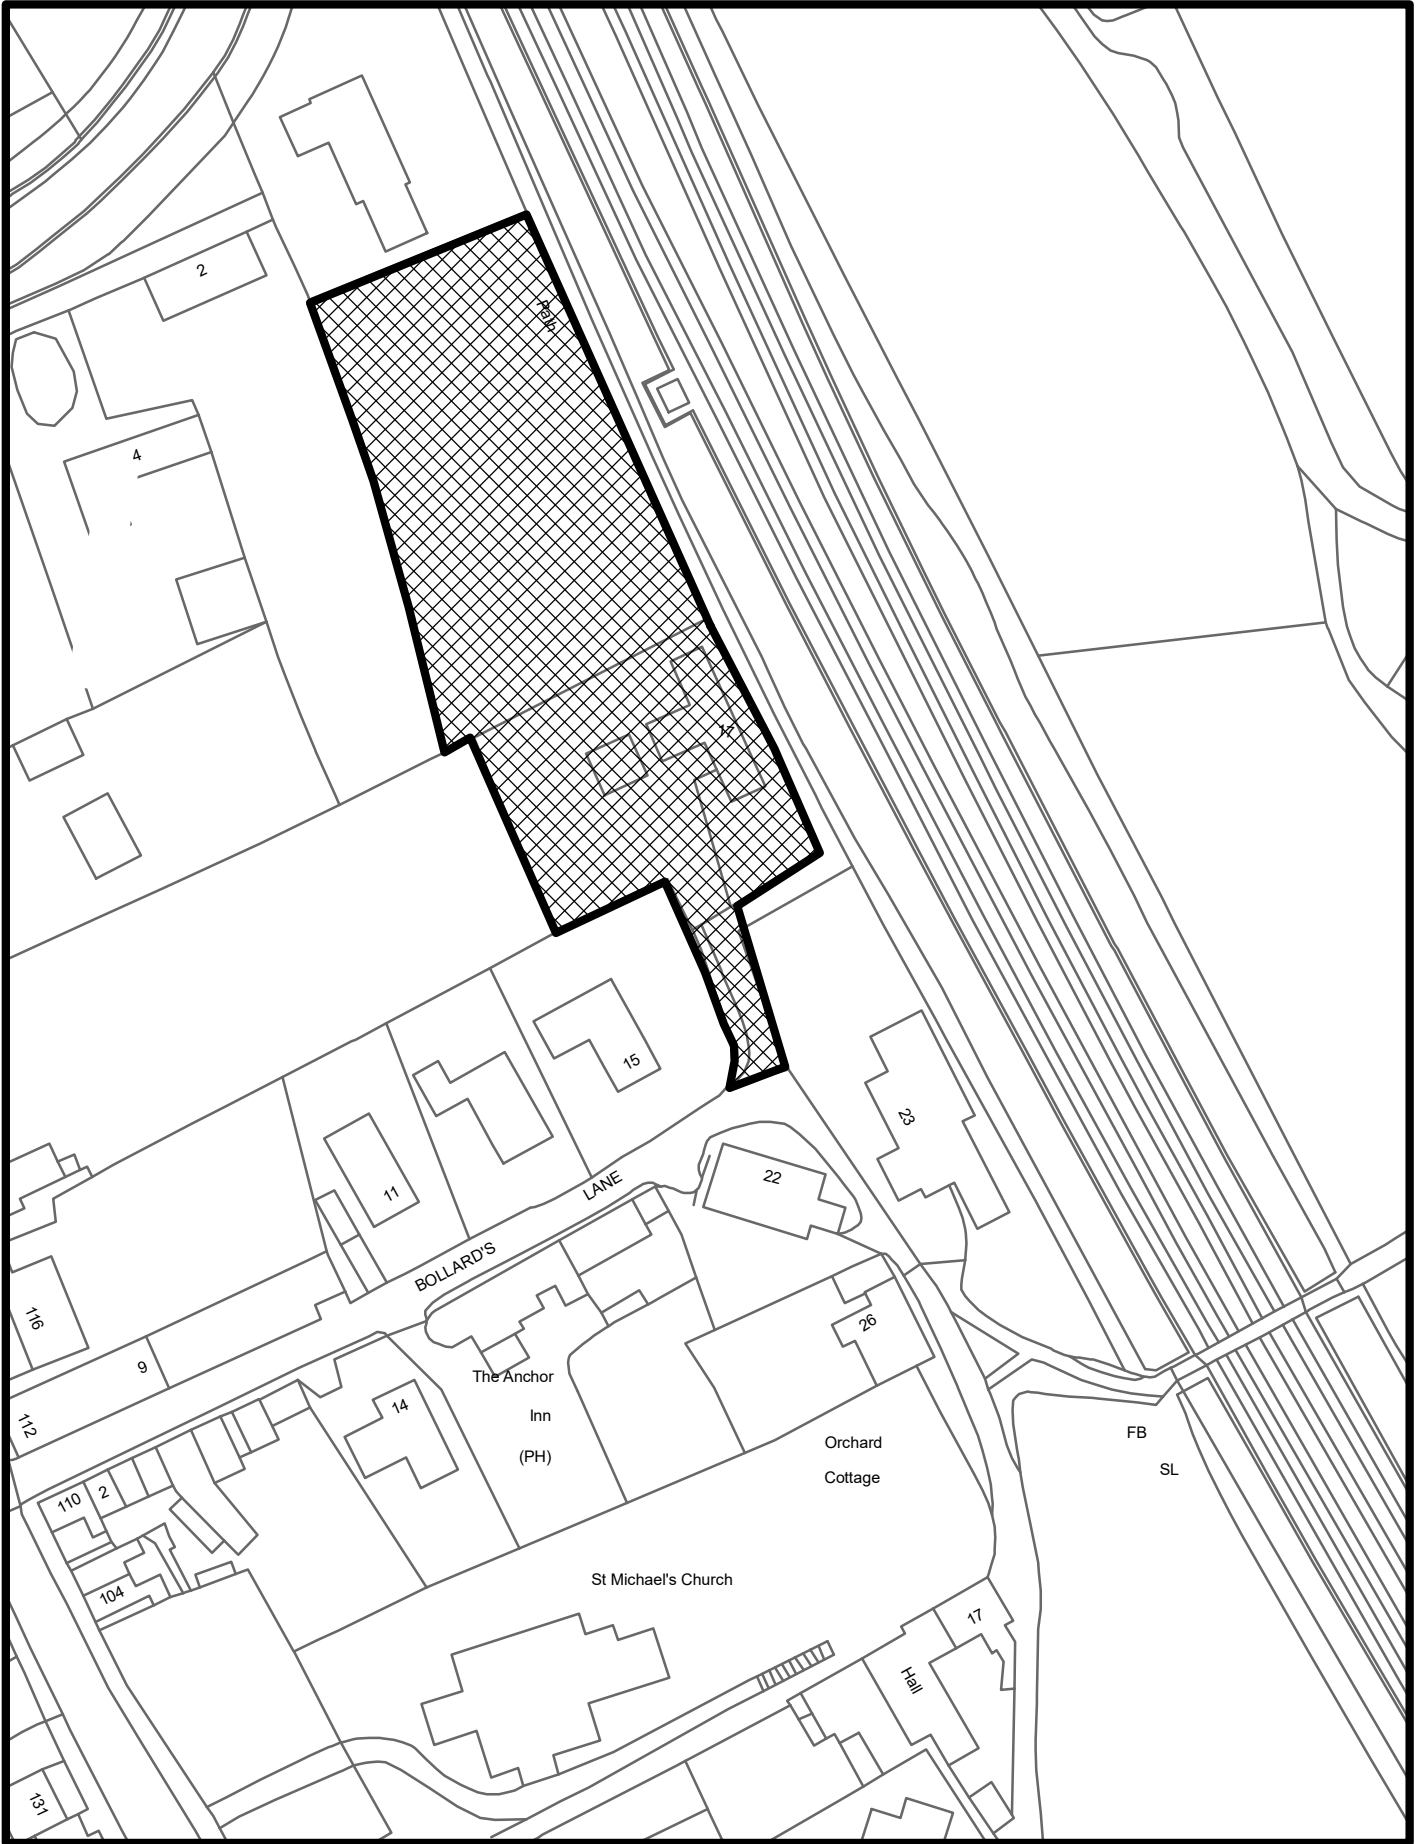 2
Path
4
17
15
23
22
11
LANE
BOLLARD'S
116
26
9
The Anchor
Inn
(PH)
14
112
Orchard
Cottage
FB
SL
110
2
104
St Michael's Church
17
Hall
131